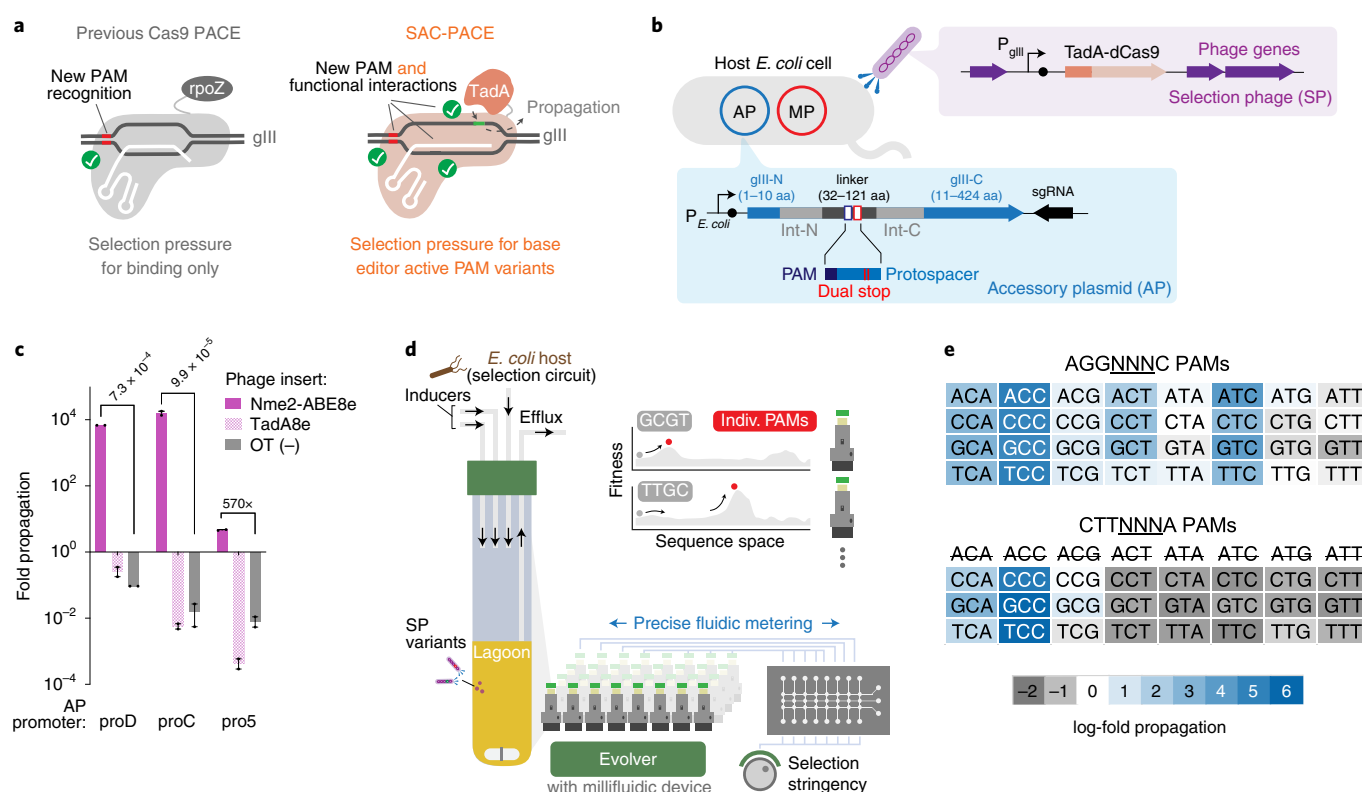 a
Previous Cas9 PACE
SAC-PACE
New PAM
recognition
rpoZ
gIII
New PAM and
functional interactions
TadA
Propagation
gIII
Selection pressure
for binding only
Selection pressure for base
editor active PAM variants
b
Host E. coli cell
AP
MP
PgIII
TadA-dCas9
Phage genes
Selection phage (SP)
gIII-N
(1–10 aa)
linker
(32–121 aa)
gIII-C
(11–424 aa)
sgRNA
PE. coli
Int-N
Int-C
PAM
Protospacer
Dual stop
Accessory plasmid (AP)
c
7.3 × 10−4
9.9 × 10−5
570×
Phage insert:
Nme2-ABE8e
TadA8e
OT (–)
Fold propagation
104
102
100
10−2
10−4
AP
promoter:
proD
proC
pro5
d
E. coli host
(selection circuit)
Inducers
Efflux
SP
variants
Lagoon
GCGT
Indiv. PAMs
TTGC
Fitness
Sequence space
Precise fluidic metering
Evolver
with millifluidic device
Selection
stringency
e
AGGNNNC PAMs
ACA ACC ACG ACT ATA ATC ATG ATT
CCA CCC CCG CCT CTA CTC CTG CTT
GCA GCC GCG GCT GTA GTC GTG GTT
TCA TCC TCG TCT TTA TTC TTG TTT
CTTNNNA PAMs
ACA ACC ACG ACT ATA ATC ATG ATT
CCA CCC CCG CCT CTA CTC CTG CTT
GCA GCC GCG GCT GTA GTC GTG GTT
TCA TCC TCG TCT TTA TTC TTG TTT
−2 −1 0 1 2 3 4 5 6
log-fold propagation